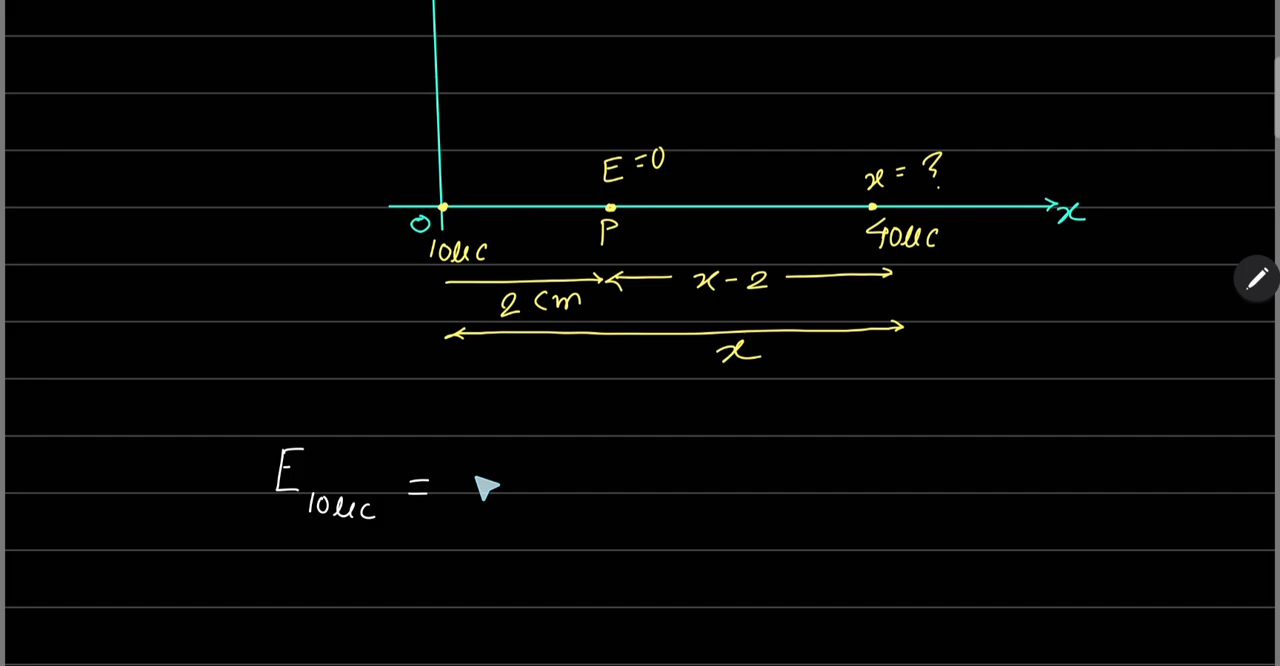 E = 0
x = ?
O
P
x
10μC
40μC
x - 2
2 cm
x
E10μC =